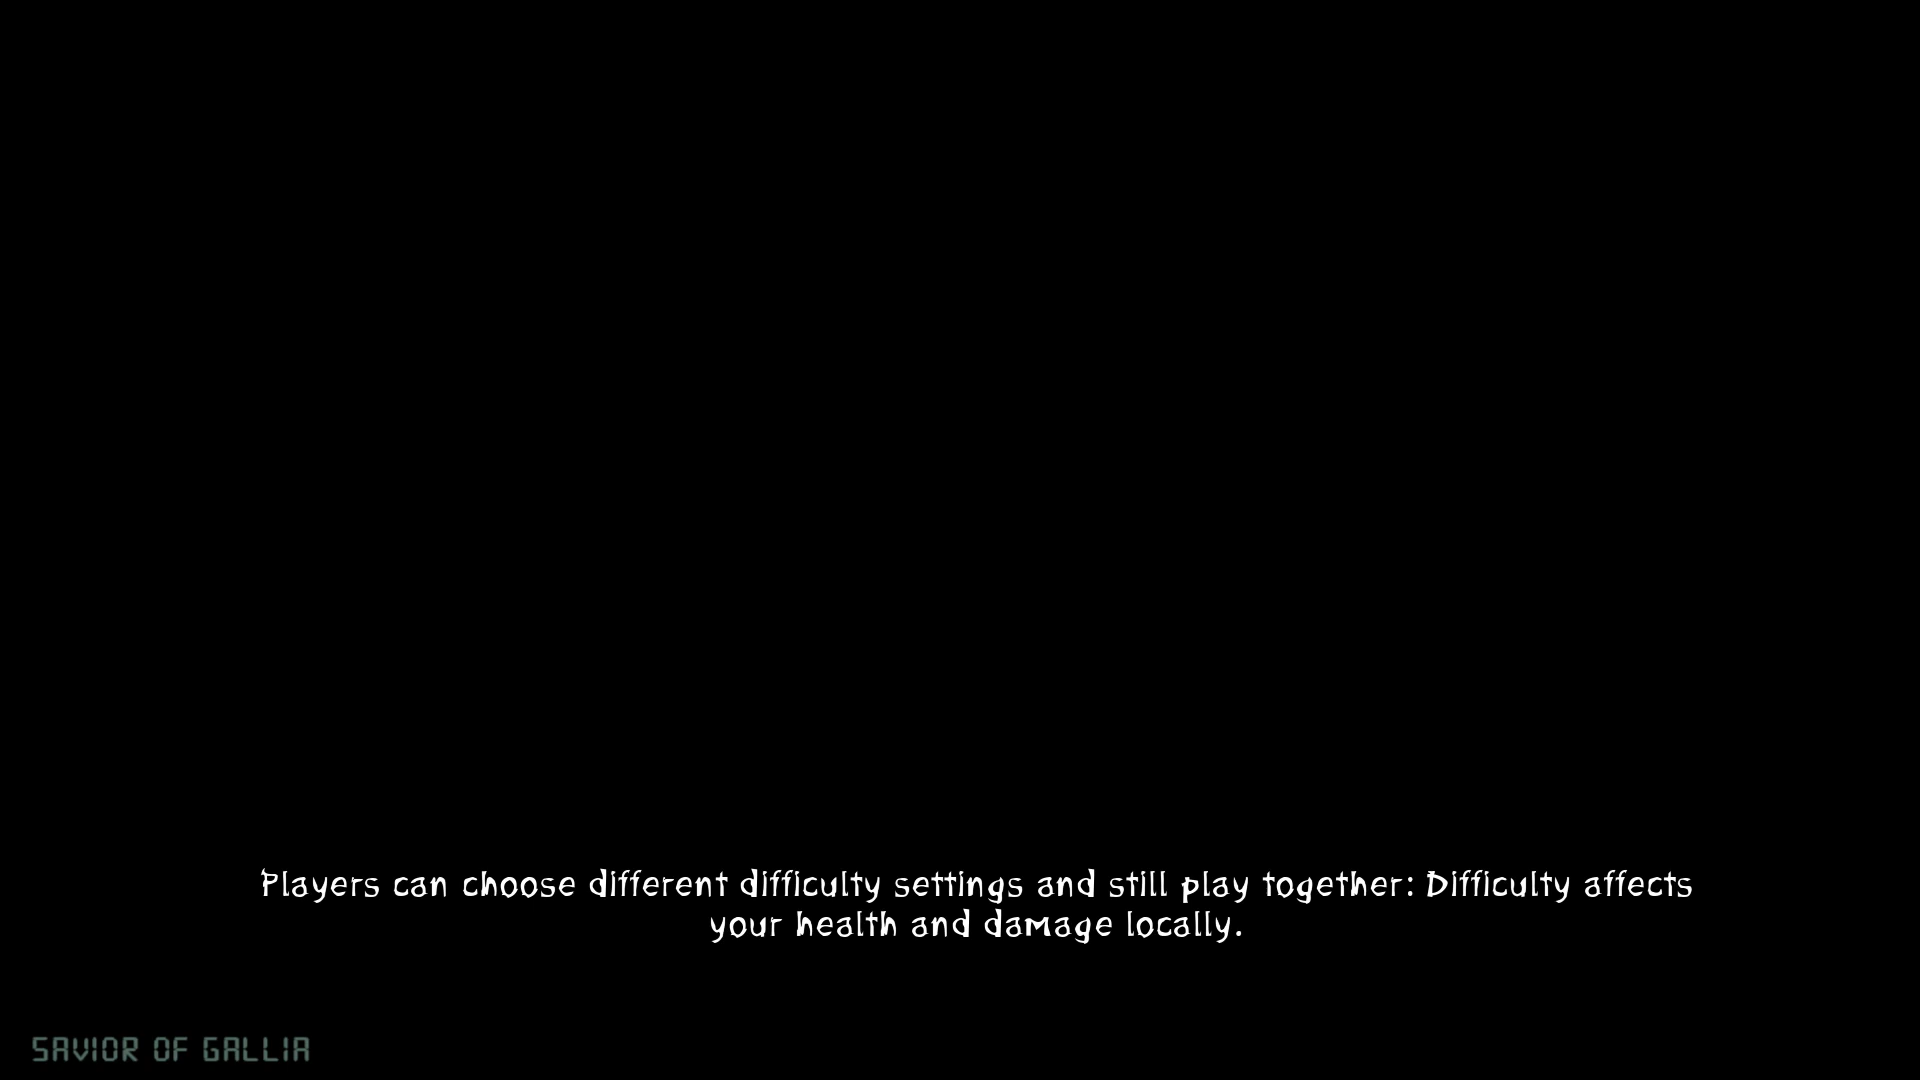 Players can choose different difficulty settings and still play together: Difficulty affects
your health and damage locally.
SAVIOR OF GALLIA